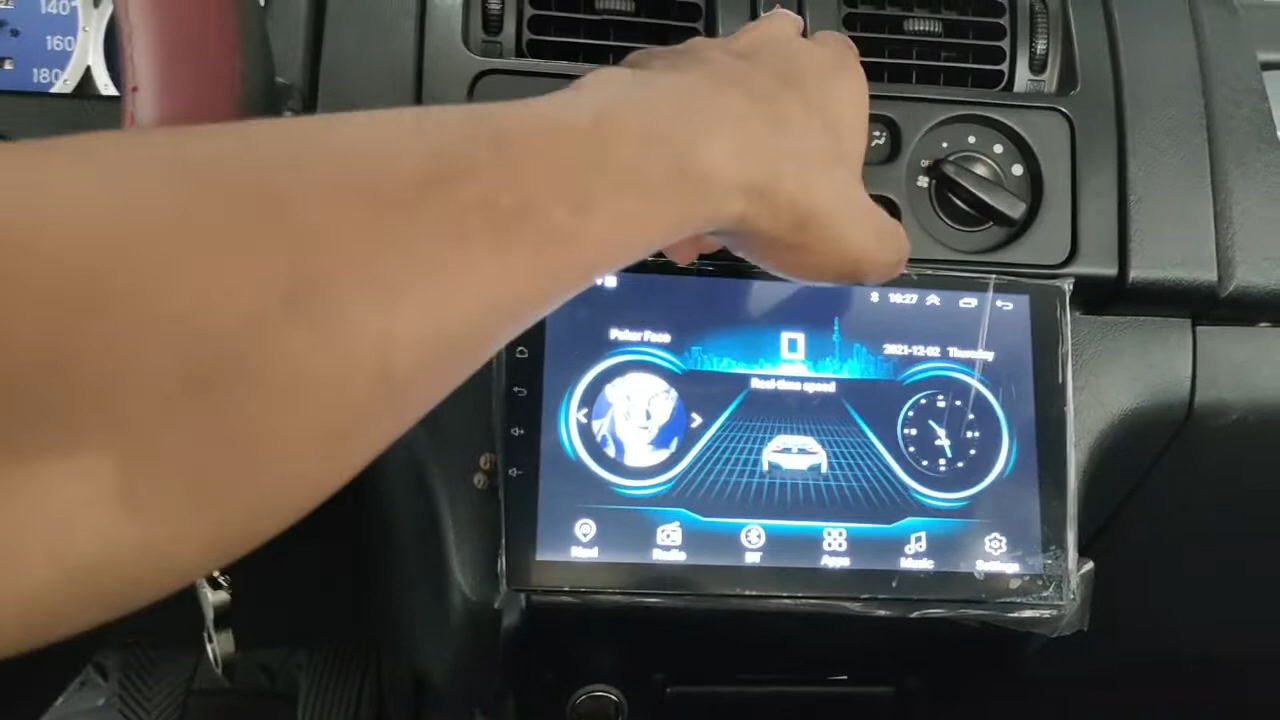 140
160
180
OFF
10:27
Poker Face
2021-12-02 Thursday
Real-time speed
Navi
Radio
BT
Apps
Music
Settings